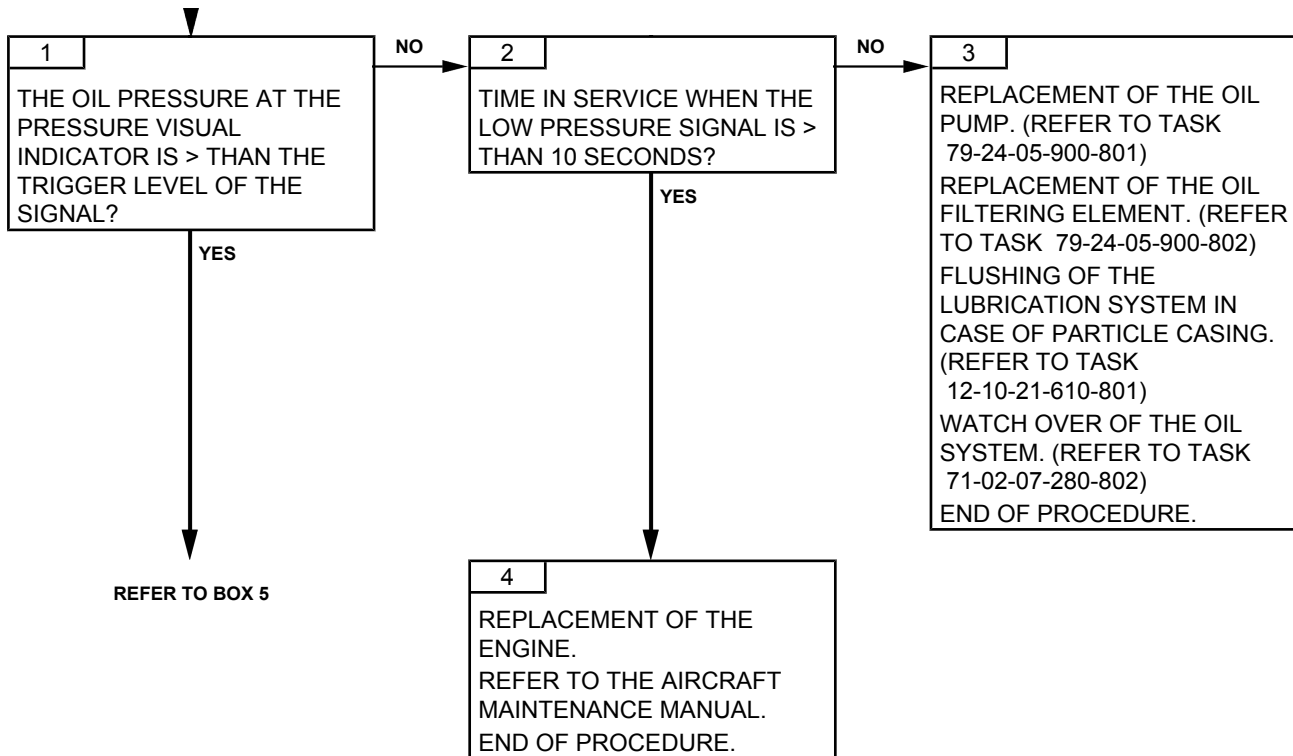 1
THE OIL PRESSURE AT THE
PRESSURE VISUAL
INDICATOR IS > THAN THE
TRIGGER LEVEL OF THE
SIGNAL?
NO
YES
REFER TO BOX 5
2
TIME IN SERVICE WHEN THE
LOW PRESSURE SIGNAL IS >
THAN 10 SECONDS?
NO
YES
3
REPLACEMENT OF THE OIL
PUMP. (REFER TO TASK
79-24-05-900-801)
REPLACEMENT OF THE OIL
FILTERING ELEMENT. (REFER
TO TASK 79-24-05-900-802)
FLUSHING OF THE
LUBRICATION SYSTEM IN
CASE OF PARTICLE CASING.
(REFER TO TASK
12-10-21-610-801)
WATCH OVER OF THE OIL
SYSTEM. (REFER TO TASK
71-02-07-280-802)
END OF PROCEDURE.
4
REPLACEMENT OF THE
ENGINE.
REFER TO THE AIRCRAFT
MAINTENANCE MANUAL.
END OF PROCEDURE.